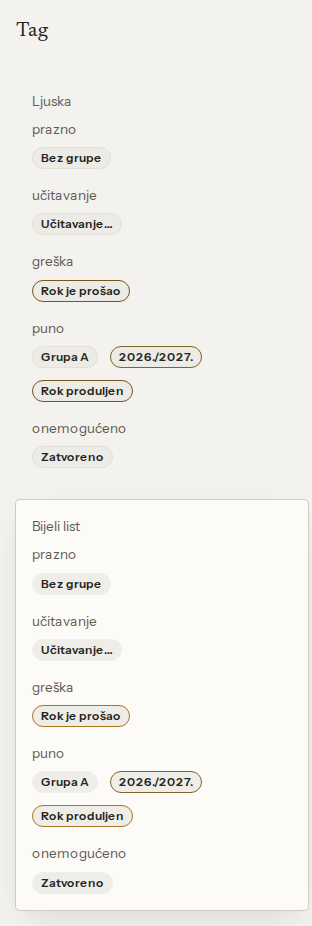 Tag
Ljuska
prazno
Bez grupe
učitavanje
Učitavanje…
greška
Rok je prošao
puno
Grupa A 2026./2027.
Rok produljen
onemogućeno
Zatvoreno
Bijeli list
prazno
Bez grupe
učitavanje
Učitavanje…
greška
Rok je prošao
puno
Grupa A 2026./2027.
Rok produljen
onemogućeno
Zatvoreno